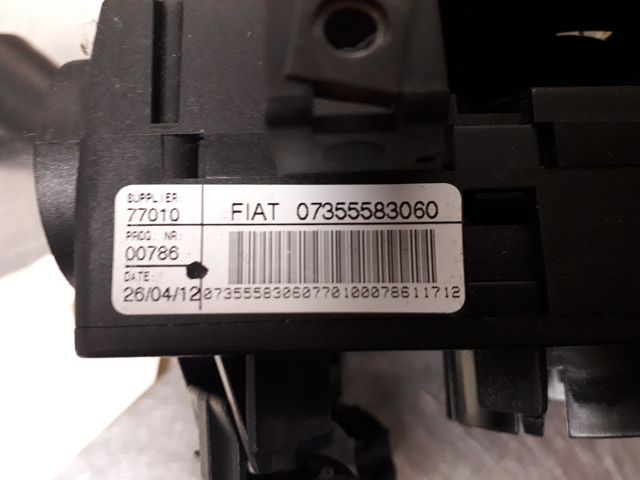 SUPPLIER:
77010
FIAT 07355583060
PROG. NR:
00786
DATE:
26/04/12
07355583060770100078611712